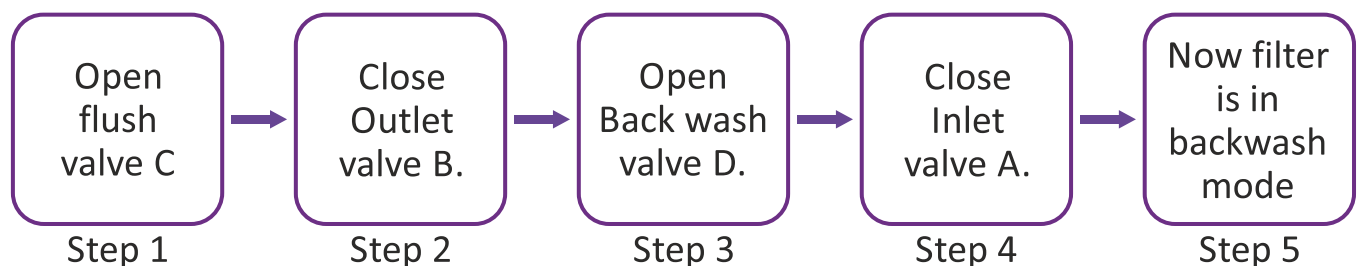 Open
flush
valve C
Step 1
Close
Outlet
valve B.
Step 2
Open
Back wash
valve D.
Step 3
Close
Inlet
valve A.
Step 4
Now filter
is in
backwash
mode
Step 5